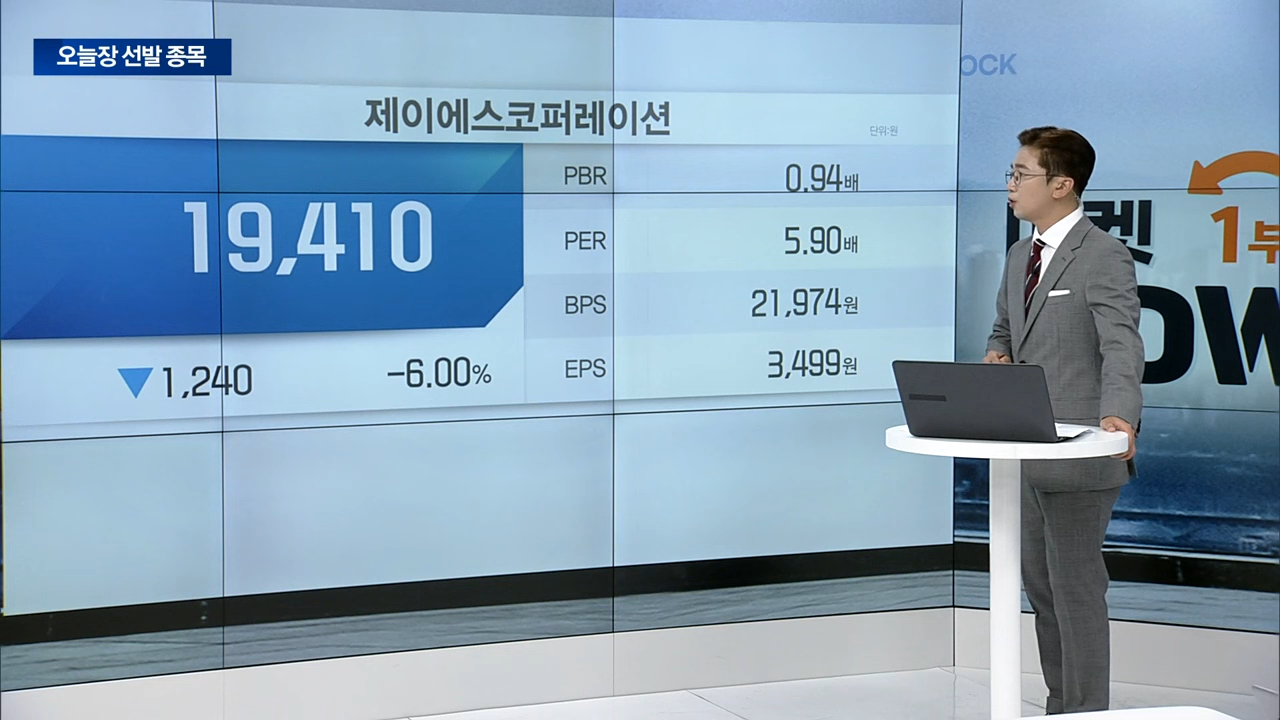 오늘장 선발 종목
OCK
제이에스코퍼레이션
단위:원
19,410
▼1,240 -6.00%
PBR 0.94배
PER 5.90배
BPS 21,974원
EPS 3,499원
켓
1부
OW